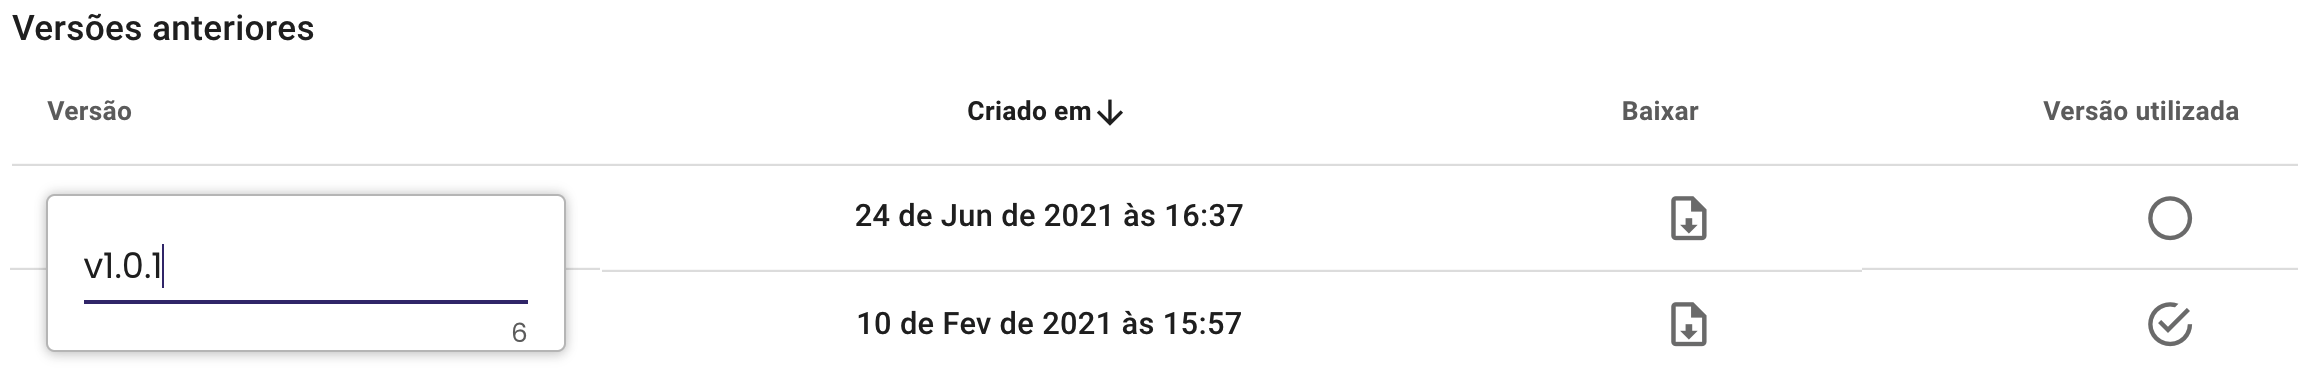 Versões anteriores
Versão Criado em Baixar Versão utilizada
24 de Jun de 2021 às 16:37
v1.0.1
6
10 de Fev de 2021 às 15:57